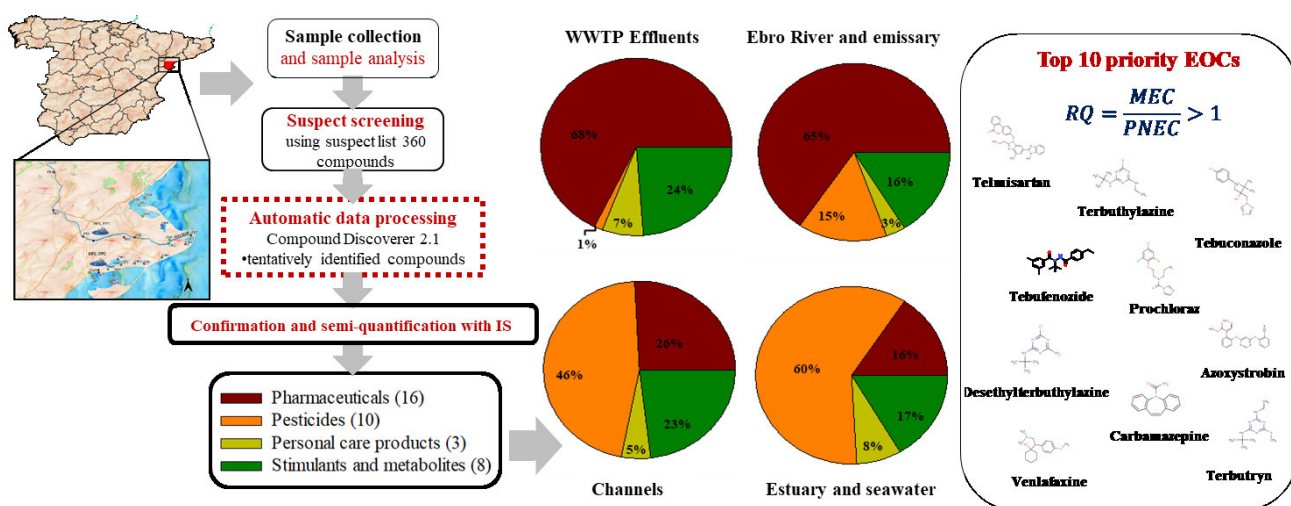 Sample collection
and sample analysis
Suspect screening
using suspect list 360
compounds
Automatic data processing
Compound Discoverer 2.1
•tentatively identified compounds
Confirmation and semi-quantification with IS
Pharmaceuticals (16)
Pesticides (10)
Personal care products (3)
Stimulants and metabolites (8)
WWTP Effluents
68%
24%
7%
1%
Ebro River and emissary
65%
16%
15%
3%
46%
26%
23%
5%
Channels
60%
16%
17%
8%
Estuary and seawater
Top 10 priority EOCs
RQ = MEC / PNEC > 1
Telmisartan
Terbuthylazine
Tebuconazole
Tebufenozide
Prochloraz
Azoxystrobin
Desethylterbuthylazine
Carbamazepine
Venlafaxine
Terbutryn